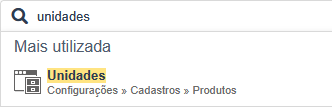 unidades
Mais utilizada
Unidades
Configurações » Cadastros » Produtos